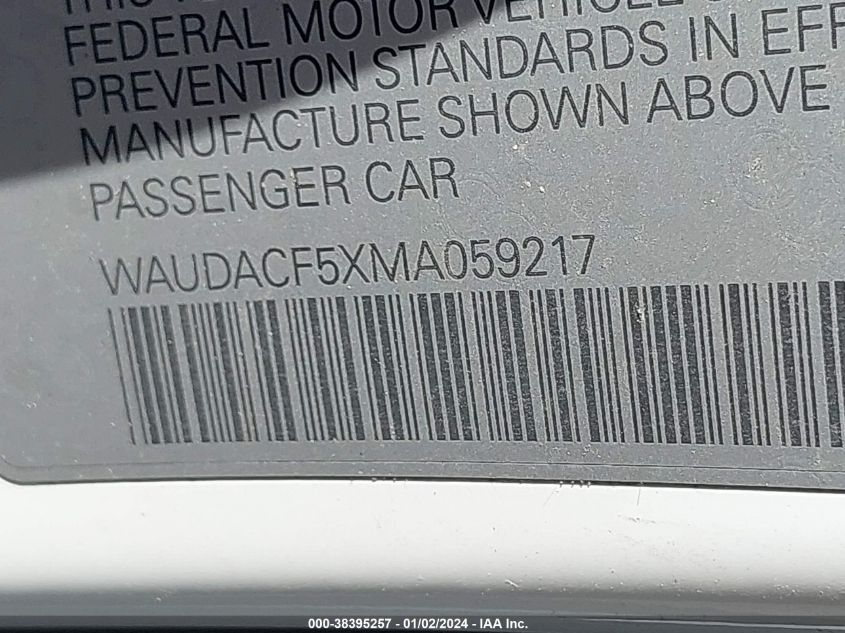 FEDERAL MOTOR VEHICLE
PREVENTION STANDARDS IN EFF
MANUFACTURE SHOWN ABOVE
PASSENGER CAR
WAUDACF5XMA059217
000-38395257 - 01/02/2024 - IAA Inc.